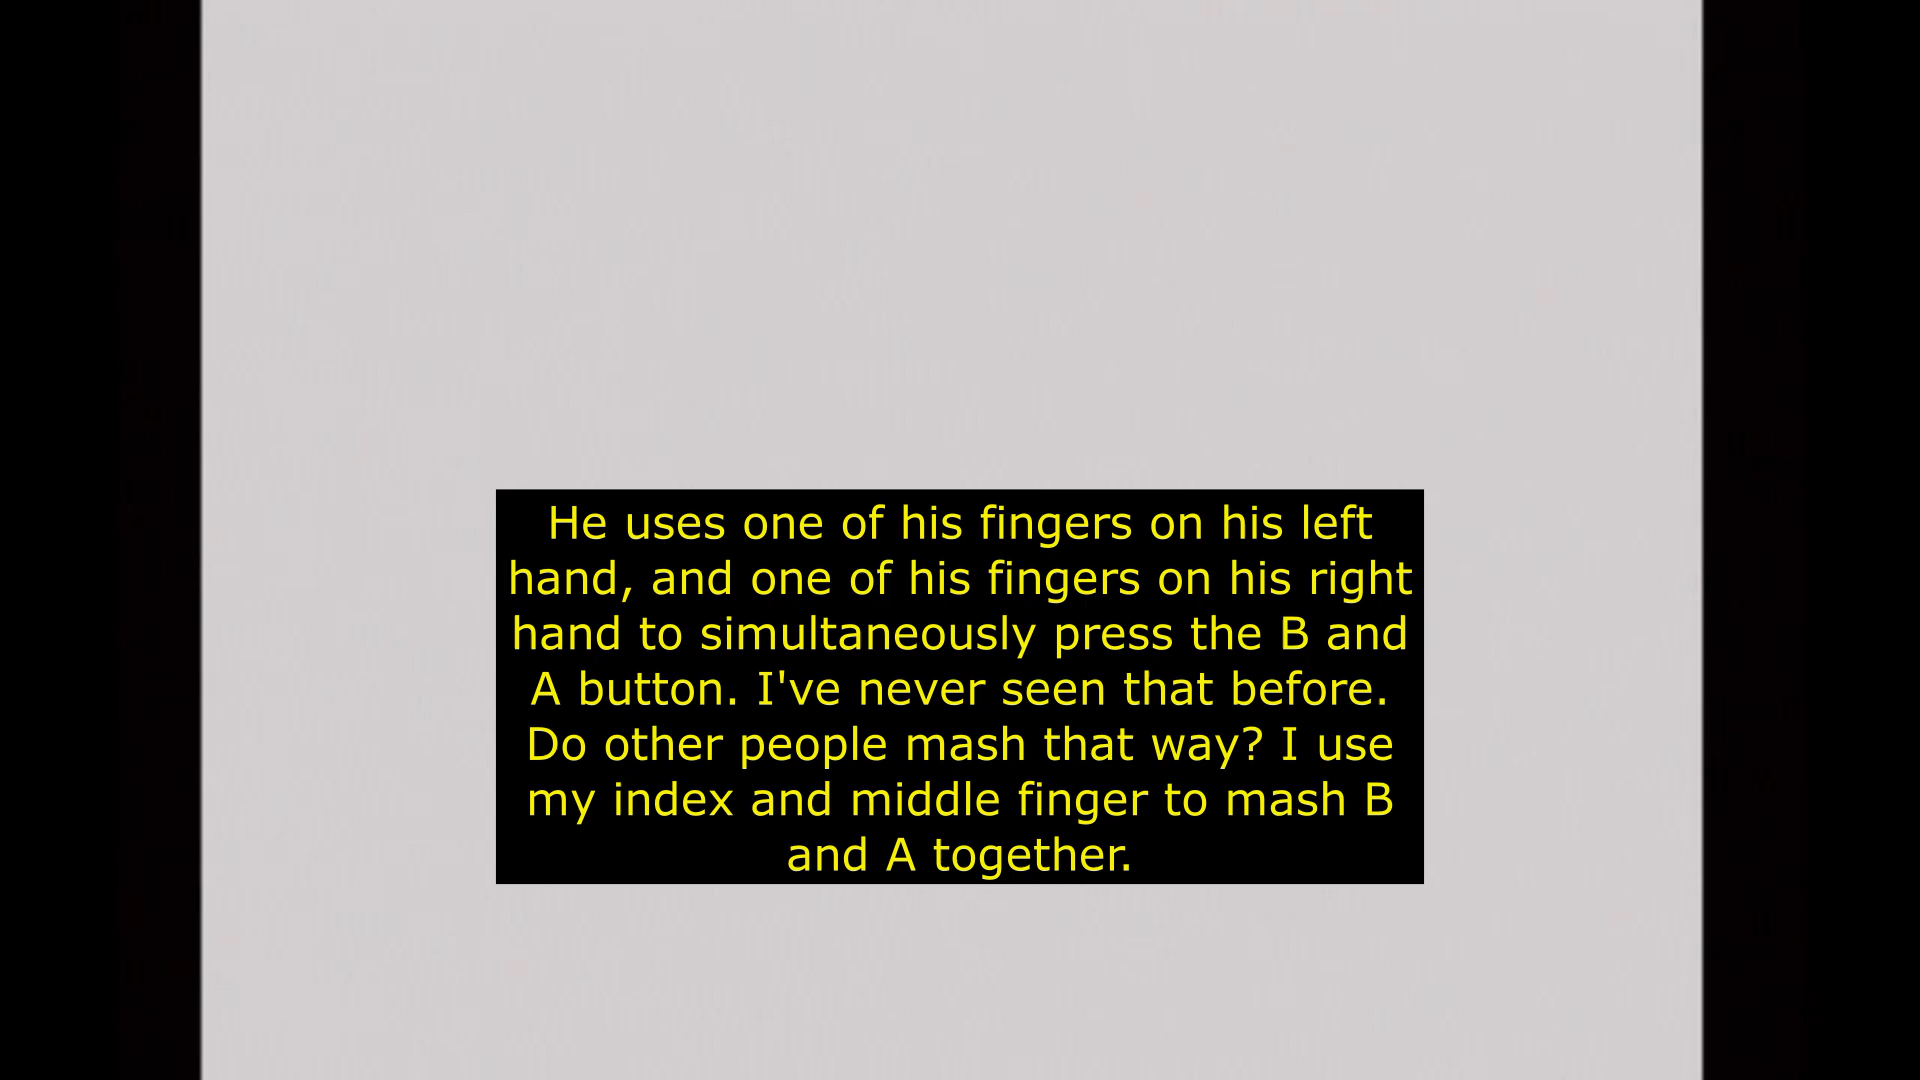 He uses one of his fingers on his left
hand, and one of his fingers on his right
hand to simultaneously press the B and
A button. I've never seen that before.
Do other people mash that way? I use
my index and middle finger to mash B
and A together.